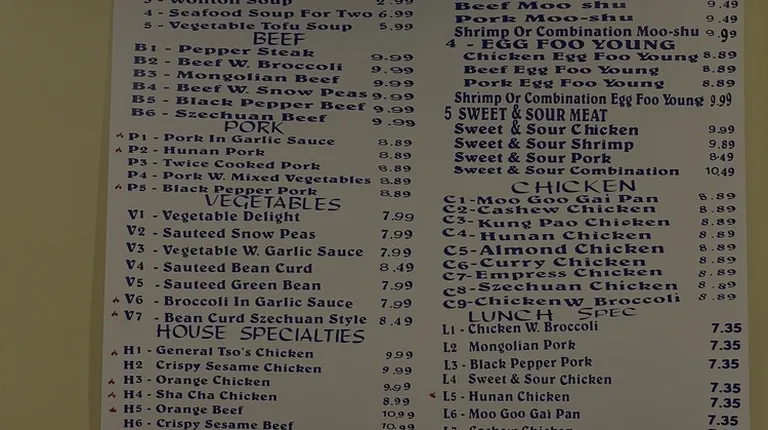 3 - Wonton Soup 2.99
4 - Seafood Soup For Two 6.99
5 - Vegetable Tofu Soup 5.99
BEEF
B1 - Pepper Steak 9.99
B2 - Beef W. Broccoli 9.99
B3 - Mongolian Beef 9.99
B4 - Beef W. Snow Peas 9.99
B5 - Black Pepper Beef 9.99
B6 - Szechuan Beef 9.99
PORK
P1 - Pork In Garlic Sauce 8.89
P2 - Hunan Pork 8.89
P3 - Twice Cooked Pork 8.89
P4 - Pork W. Mixed Vegetables 8.89
P5 - Black Pepper Pork 8.89
VEGETABLES
V1 - Vegetable Delight 7.99
V2 - Sauteed Snow Peas 7.99
V3 - Vegetable W. Garlic Sauce 7.99
V4 - Sauteed Bean Curd 8.49
V5 - Sauteed Green Bean 7.99
V6 - Broccoli In Garlic Sauce 7.99
V7 - Bean Curd Szechuan Style 8.49
HOUSE SPECIALTIES
H1 - General Tso's Chicken 9.99
H2 Crispy Sesame Chicken 9.99
H3 - Orange Chicken 9.99
H4 - Sha Cha Chicken 8.99
H5 - Orange Beef 10.99
H6 - Crispy Sesame Beef 10.99
Beef Moo shu 9.49
Pork Moo-shu 9.49
Shrimp Or Combination Moo-shu 9.99
4 - EGG FOO YOUNG
Chicken Egg Foo Young 8.89
Beef Egg Foo Young 8.89
Pork Egg Foo Young 8.89
Shrimp Or Combination Egg Foo Young 9.99
5 SWEET & SOUR MEAT
Sweet & Sour Chicken 9.99
Sweet & Sour Shrimp 9.89
Sweet & Sour Pork 8.49
Sweet & Sour Combination 10.49
CHICKEN
C1-Moo Goo Gai Pan 8.89
C2-Cashew Chicken 8.89
C3- Kung Pao Chicken 8.89
C4- Hunan Chicken 8.89
C5- Almond Chicken 8.89
C6- Curry Chicken 8.89
C7- Empress Chicken 8.89
C8- Szechuan Chicken 8.89
C9-Chicken W Broccoli 8.89
LUNCH SPEC
L1 - Chicken W. Broccoli 7.35
L2 Mongolian Pork 7.35
L3 - Black Pepper Pork 7.35
L4 Sweet & Sour Chicken
L5 - Hunan Chicken 7.35
L6 - Moo Goo Gai Pan 7.35
Cashew Chicken 7.35